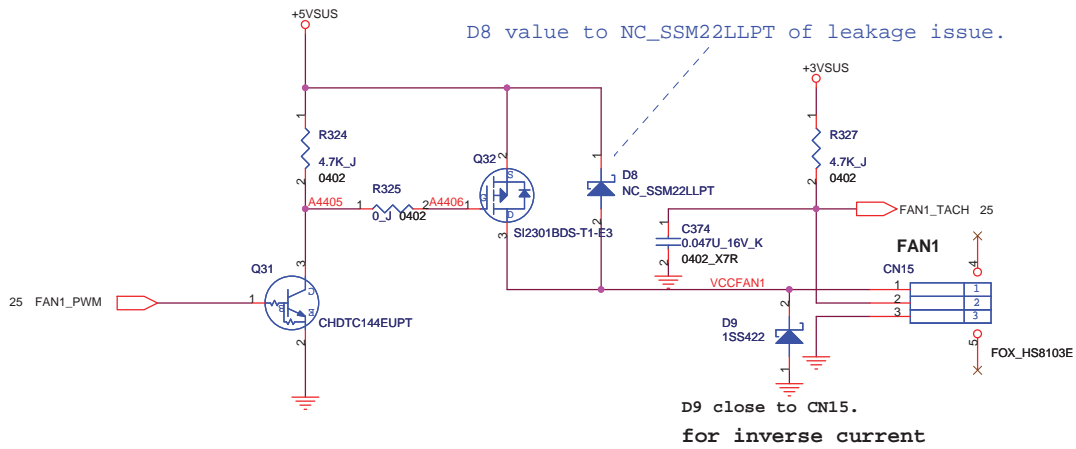 +5VSUS
D8 value to NC_SSM22LLPT of leakage issue.
+3VSUS
1
R324
4.7K_J
0402
2
A4405
1
R325
0_J
0402
2
A4406
1
Q32
2
S
G
D
3
SI2301BDS-T1-E3
1
D8
NC_SSM22LLPT
2
1
R327
4.7K_J
0402
2
FAN1_TACH 25
1
C374
0.047U_16V_K
0402_X7R
2
FAN1
CN15
4
1 1
2 2
3 3
5
FOX_HS8103E
VCCFAN1
25 FAN1_PWM
1
Q31
3
C
B
E
CHDTC144EUPT
2
2
D9
1SS422
1
D9 close to CN15.
for inverse current